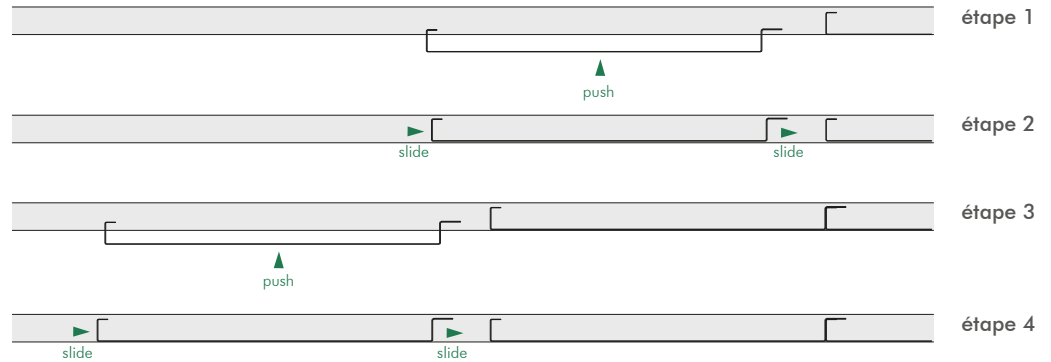 étape 1
push
étape 2
slide
slide
étape 3
push
étape 4
slide
slide